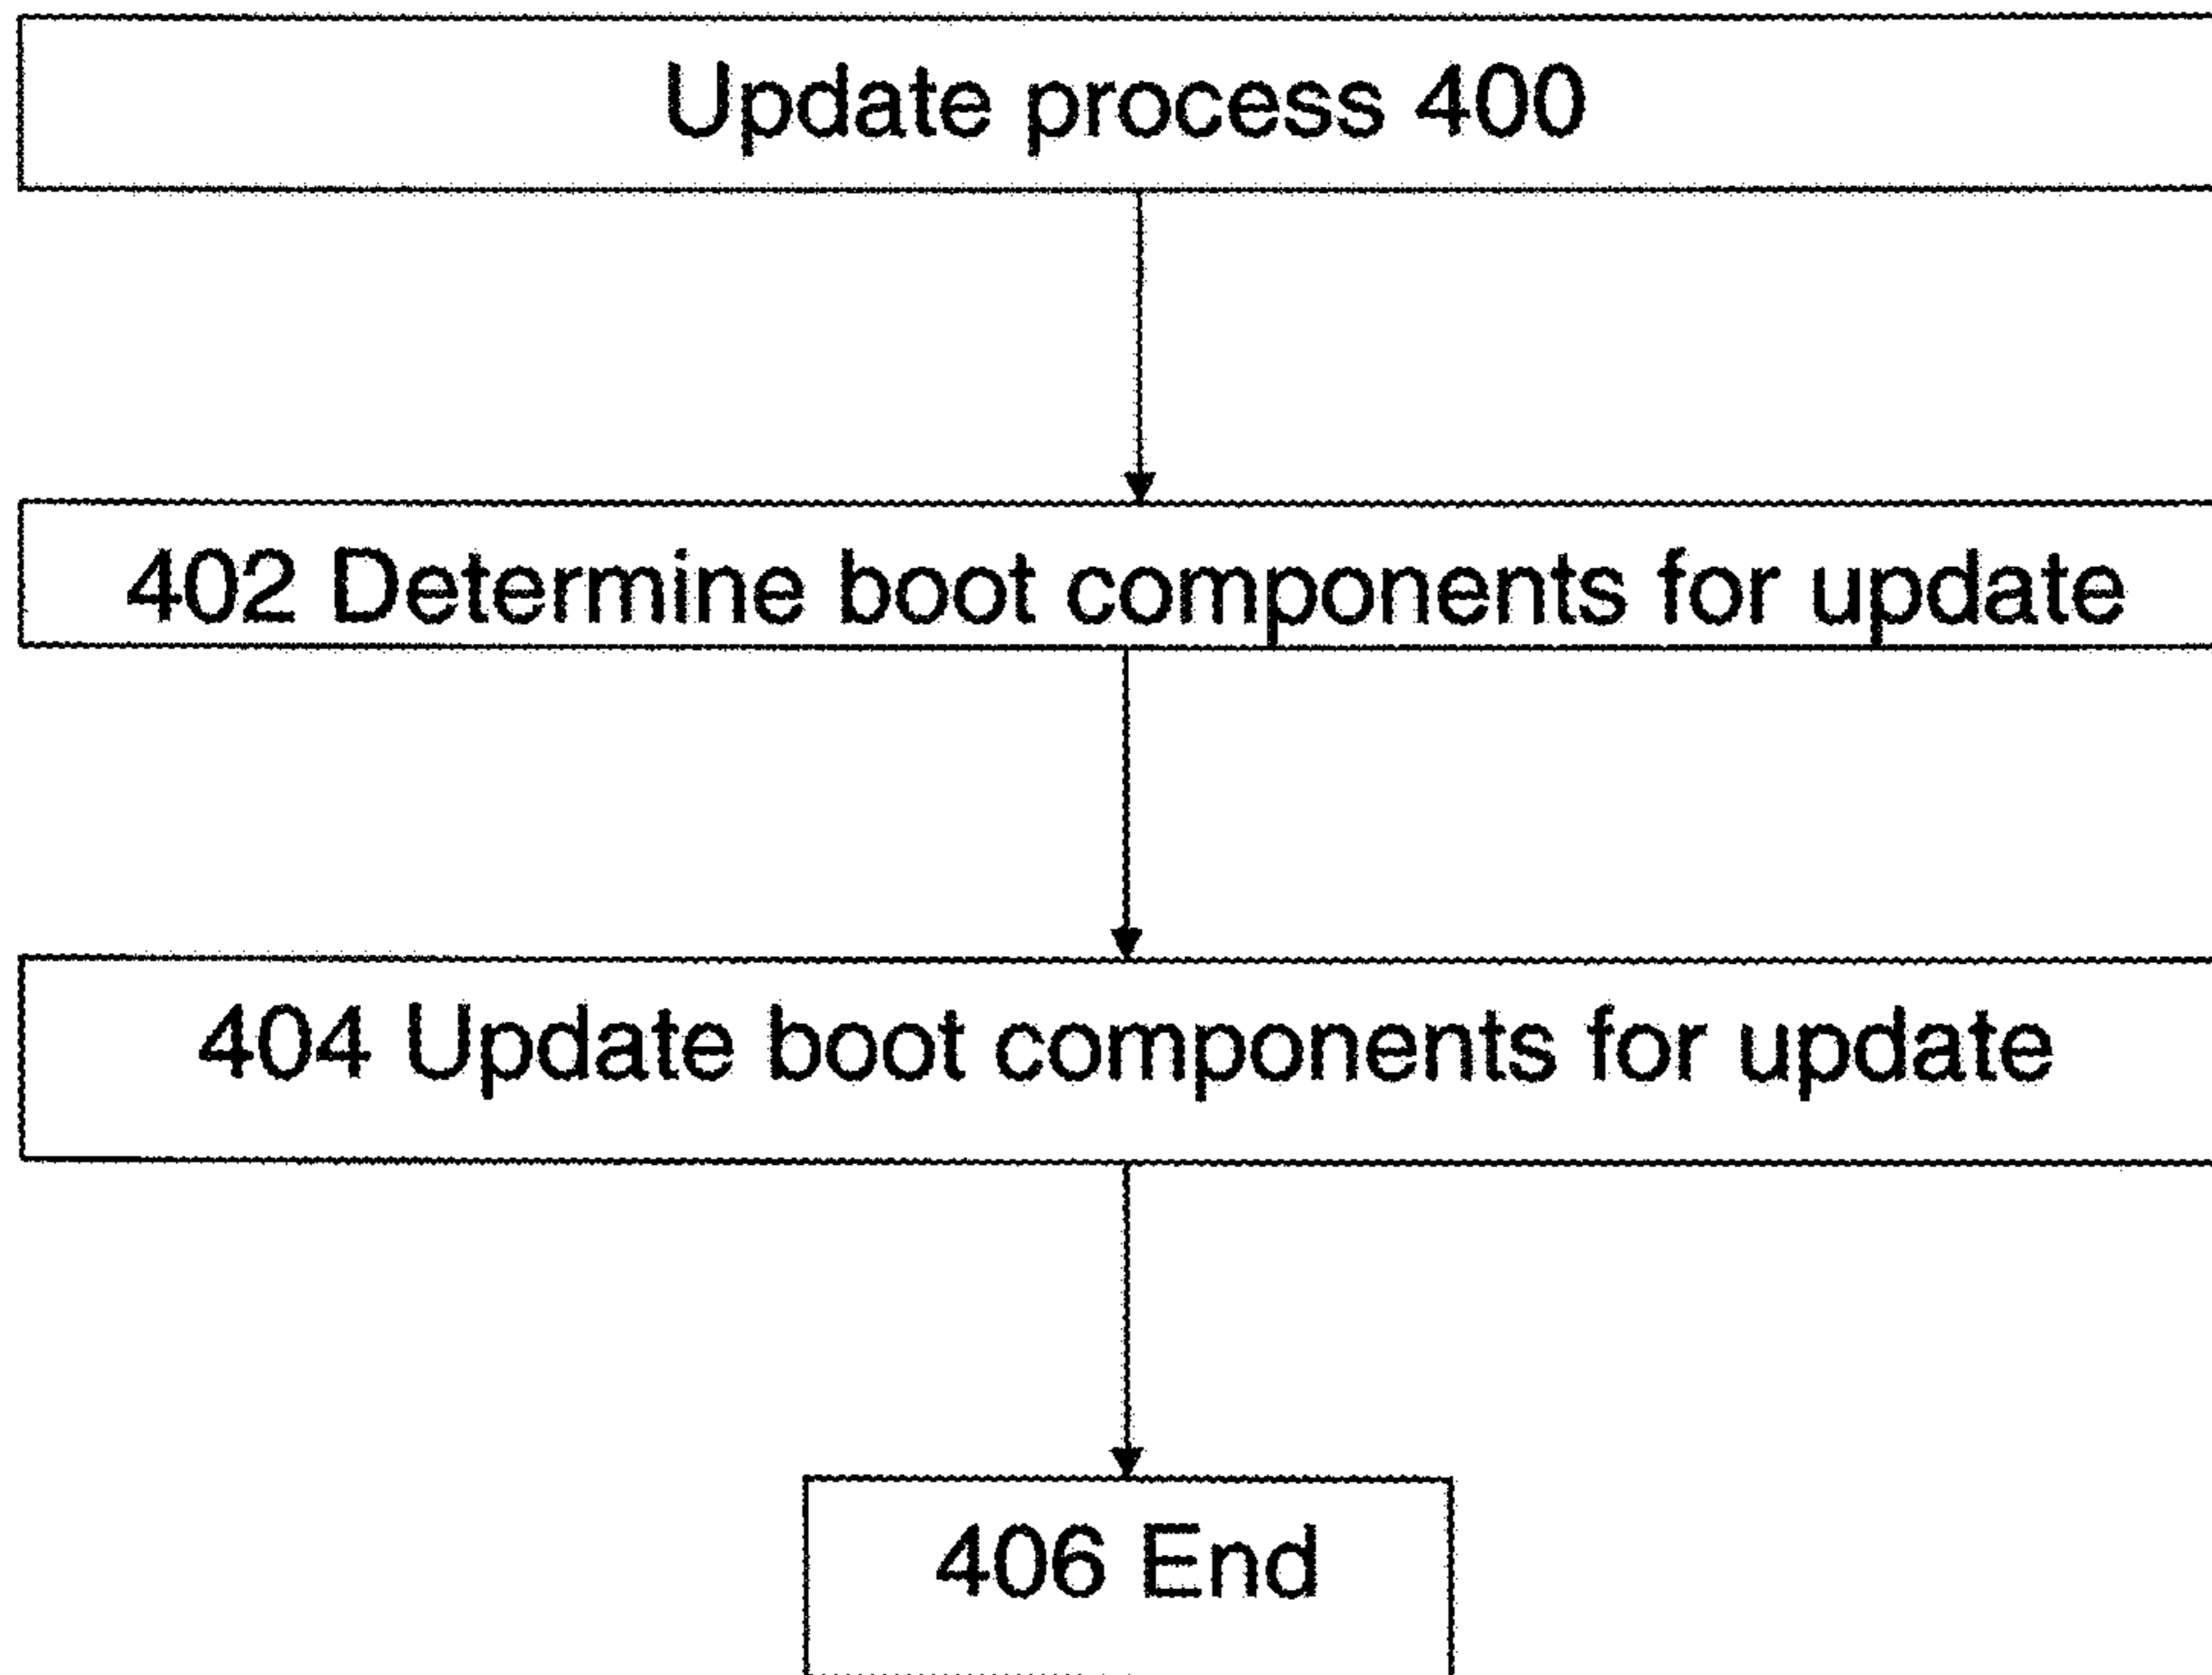 Update process 400
402 Determine boot components for update
404 Update boot components for update
406 End